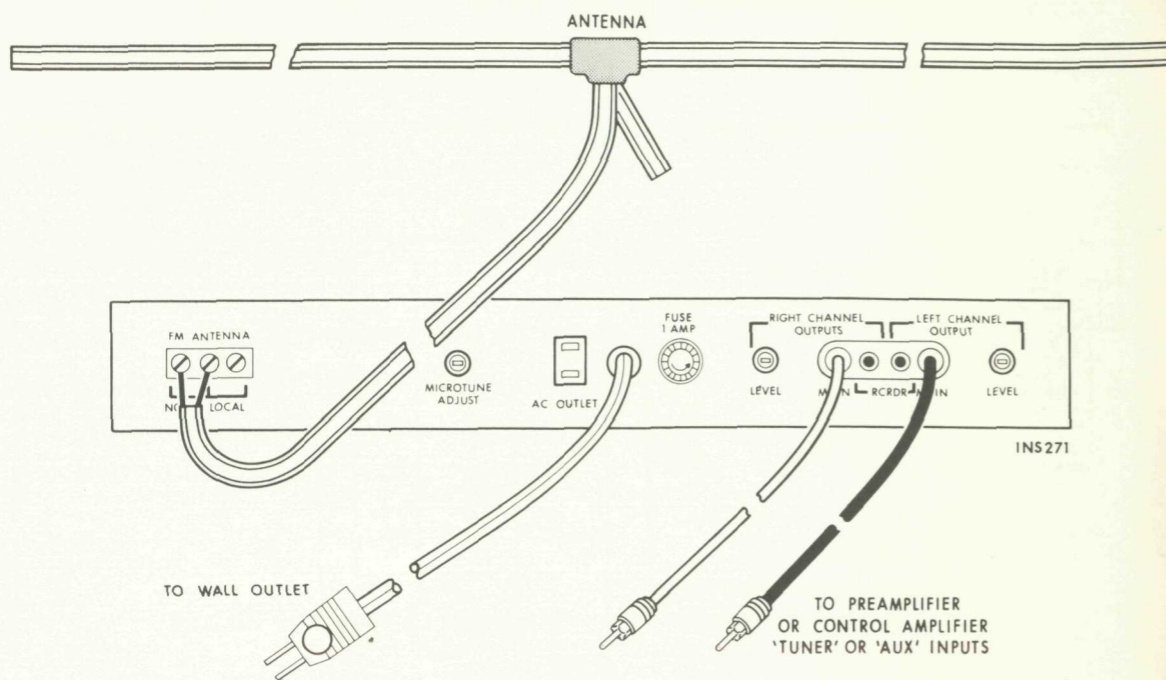 ANTENNA
FM ANTENNA
LOCAL
MICROTUNE
ADJUST
AC OUTLET
FUSE
1 AMP
RIGHT CHANNEL
OUTPUTS
LEFT CHANNEL
OUTPUT
LEVEL
RCRDR
LEVEL
INS271
TO WALL OUTLET
TO PREAMPLIFIER
OR CONTROL AMPLIFIER
'TUNER' OR 'AUX' INPUTS